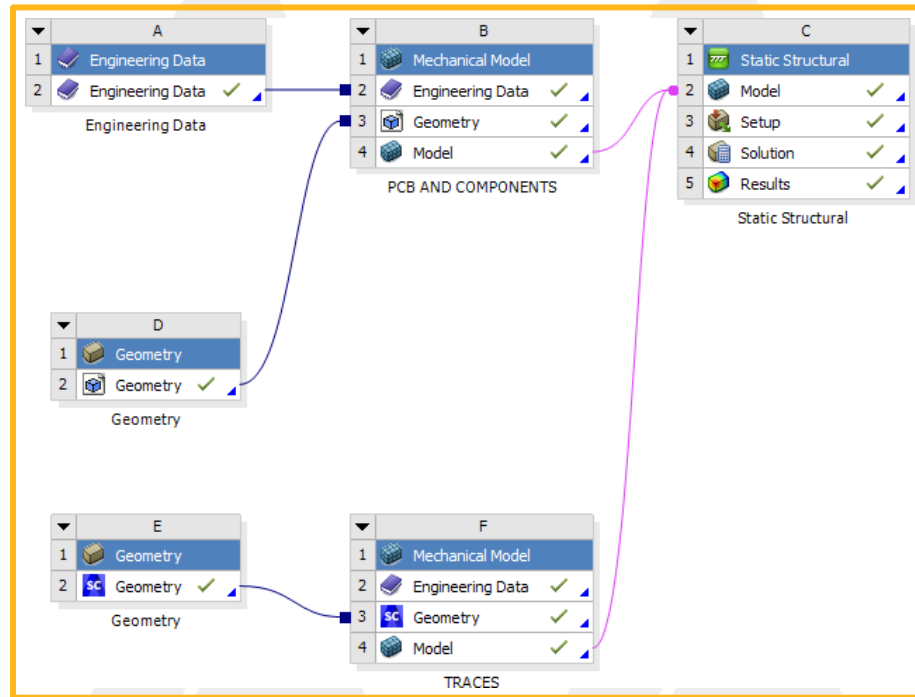 A
1 Engineering Data
2 Engineering Data
Engineering Data
B
1 Mechanical Model
2 Engineering Data
3 Geometry
4 Model
PCB AND COMPONENTS
C
1 Static Structural
2 Model
3 Setup
4 Solution
5 Results
Static Structural
D
1 Geometry
2 Geometry
Geometry
E
1 Geometry
2 SC Geometry
Geometry
F
1 Mechanical Model
2 Engineering Data
3 SC Geometry
4 Model
TRACES